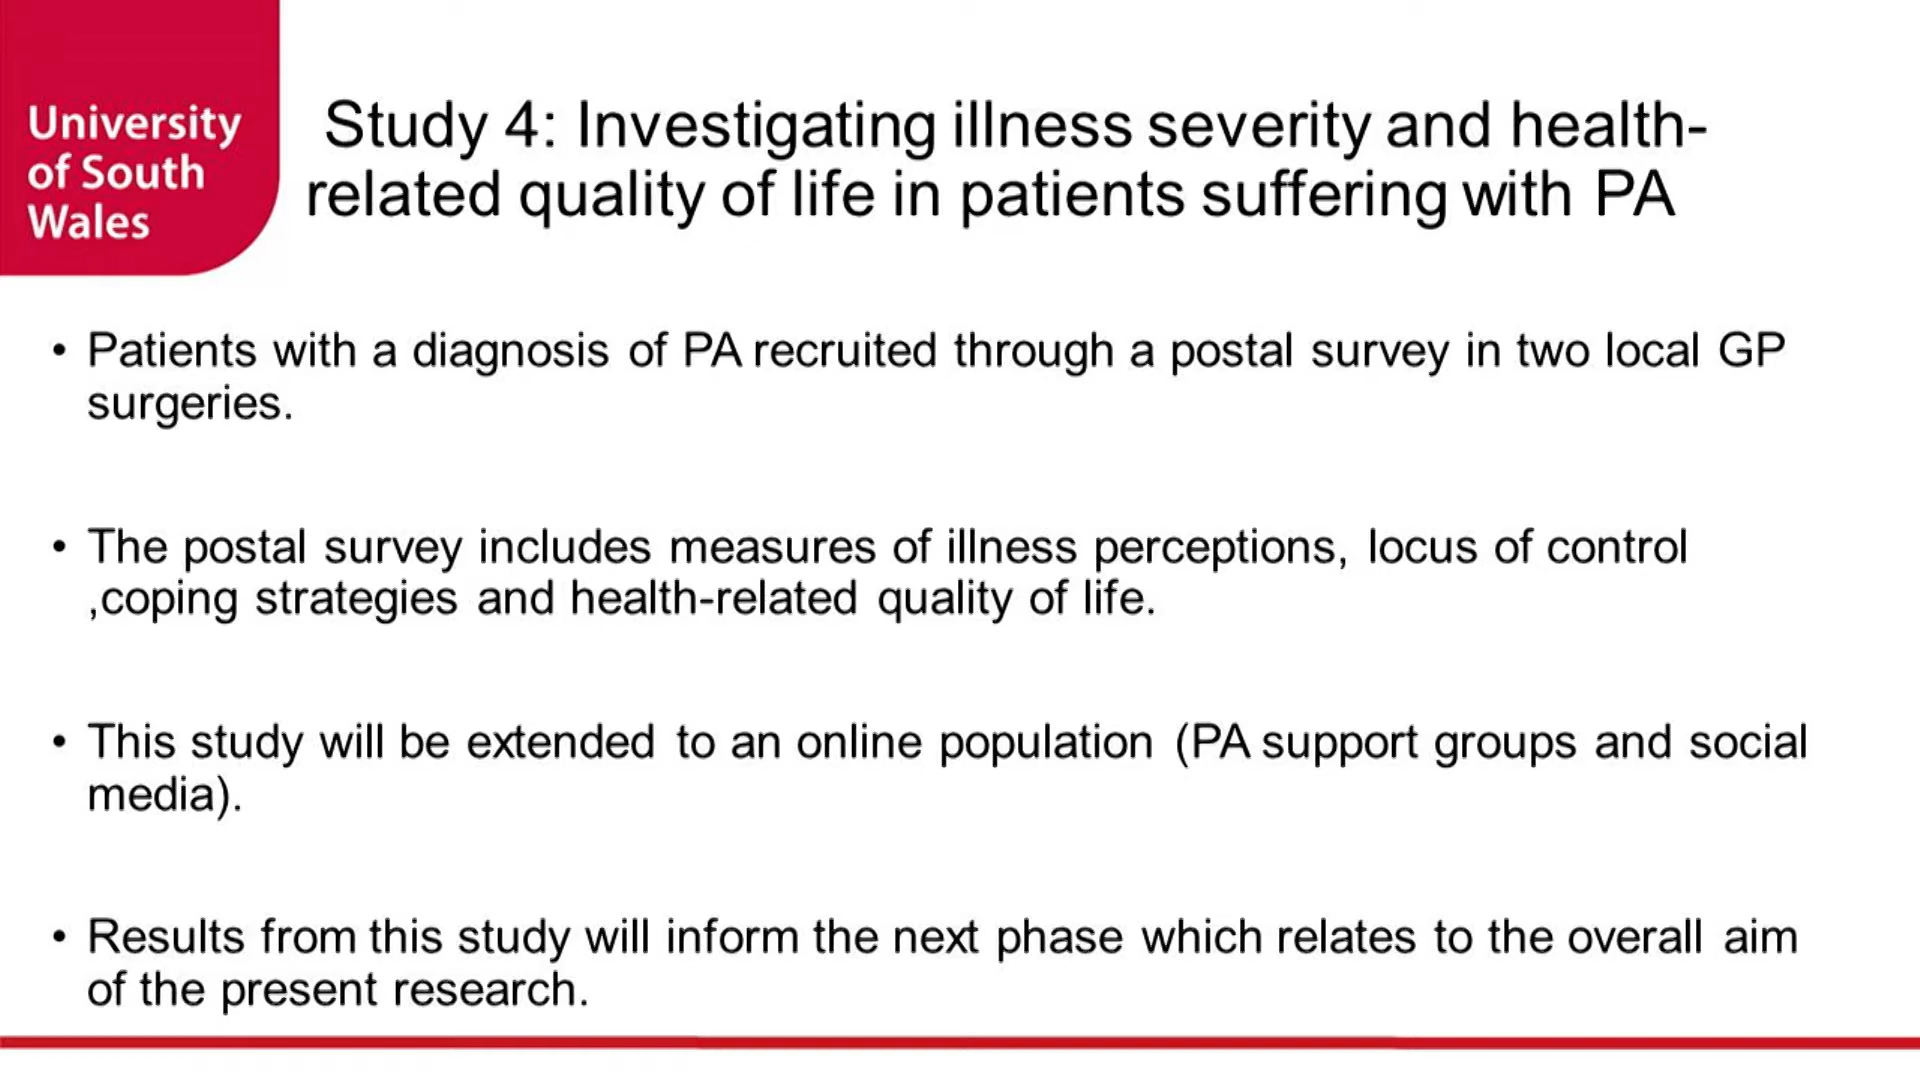 University
of South
Wales
Study 4: Investigating illness severity and health-
related quality of life in patients suffering with PA
• Patients with a diagnosis of PA recruited through a postal survey in two local GP
surgeries.
• The postal survey includes measures of illness perceptions, locus of control
,coping strategies and health-related quality of life.
• This study will be extended to an online population (PA support groups and social
media).
• Results from this study will inform the next phase which relates to the overall aim
of the present research.